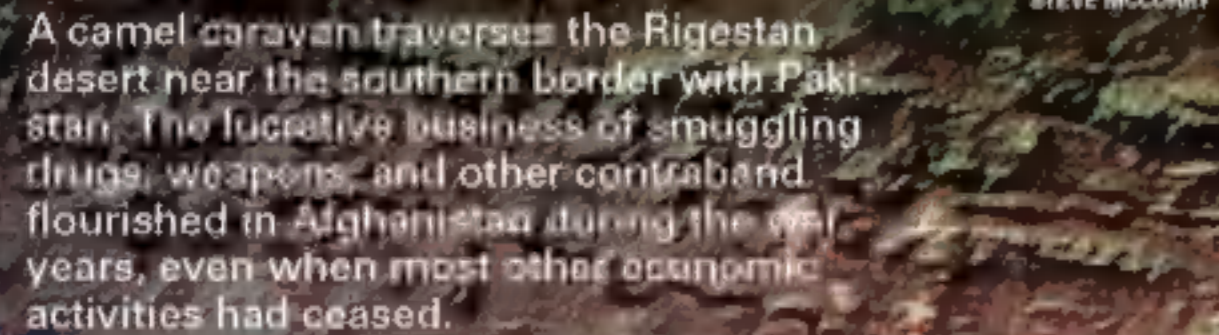 STEVE MCCURRY
A camel caravan traverses the Rigestan
desert near the southern border with Paki-
stan. The lucrative business of smuggling
drugs, weapons, and other contraband
flourished in Afghanistan during the war
years, even when most other economic
activities had ceased.